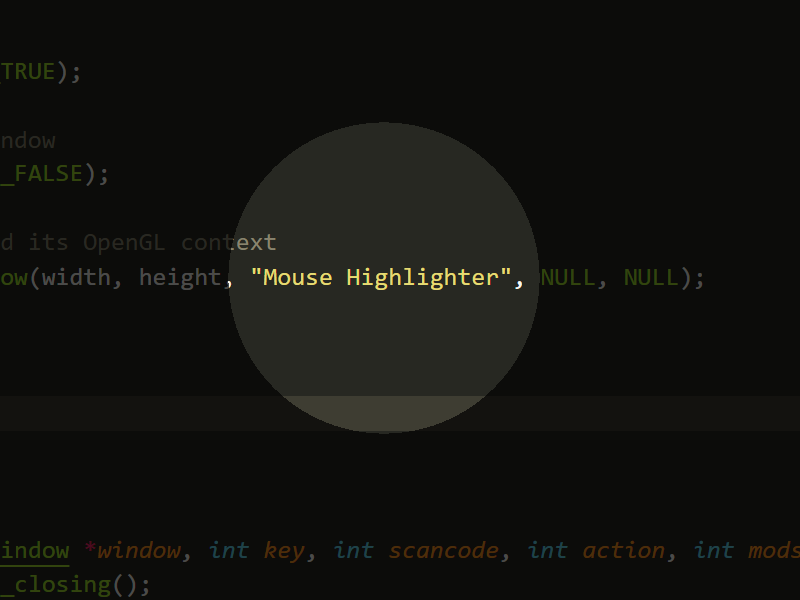 TRUE);
ndow
_FALSE);
d its OpenGL context
ow(width, height, "Mouse Highlighter", NULL, NULL);
indow *window, int key, int scancode, int action, int mods
_closing();